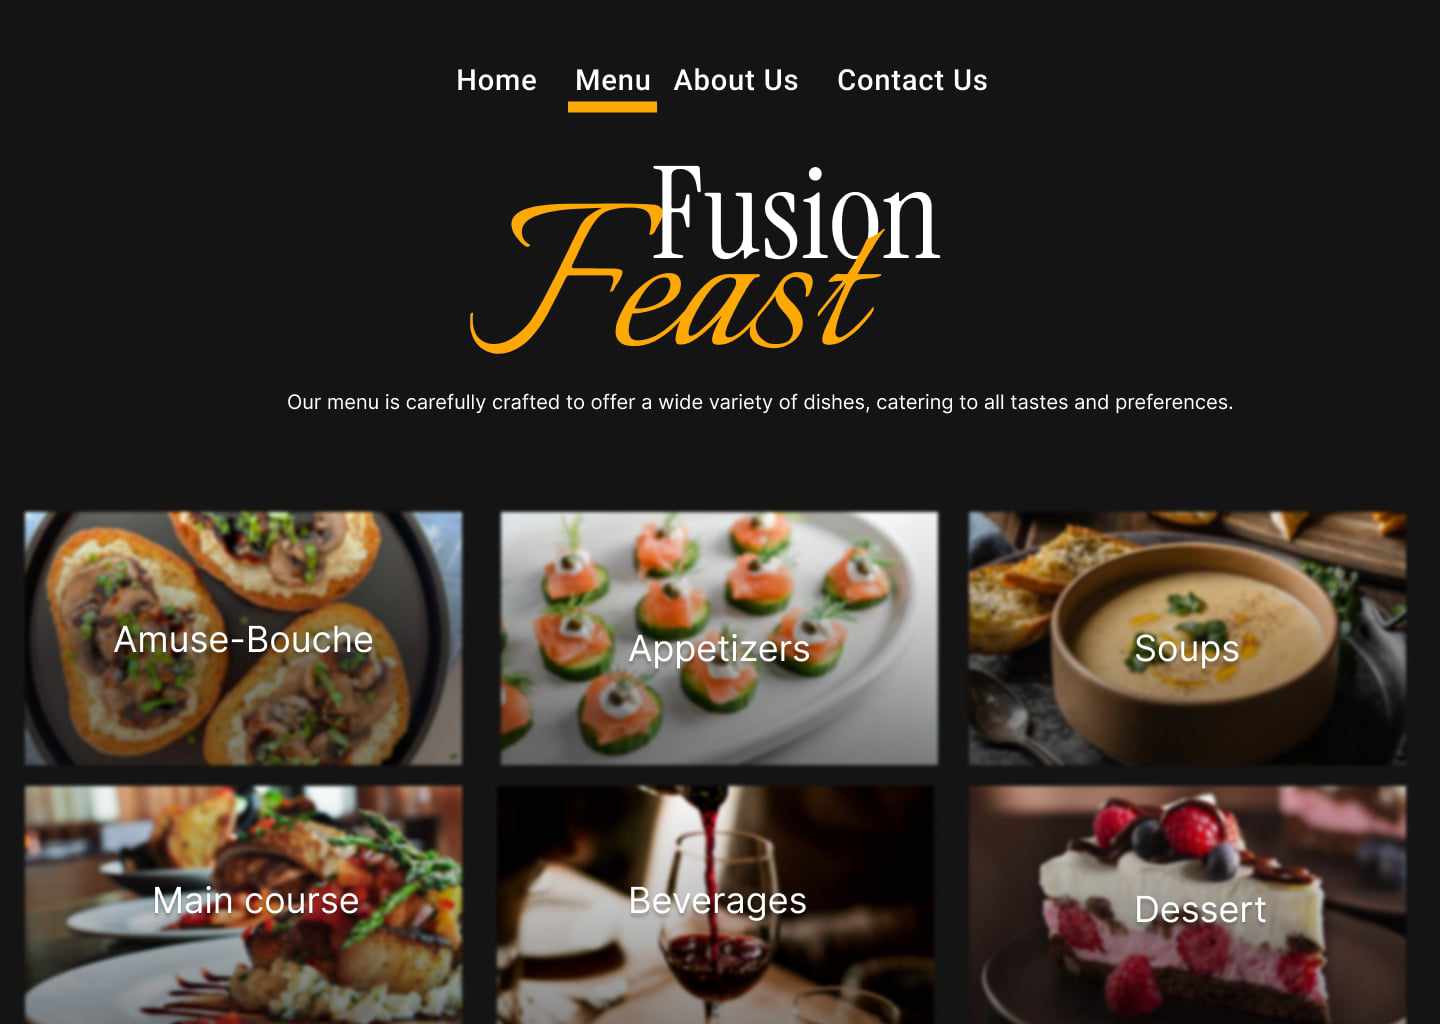 Home Menu About Us Contact Us
Fusion
Feast
Our menu is carefully crafted to offer a wide variety of dishes, catering to all tastes and preferences.
Amuse-Bouche Appetizers Soups
Main course Beverages Dessert